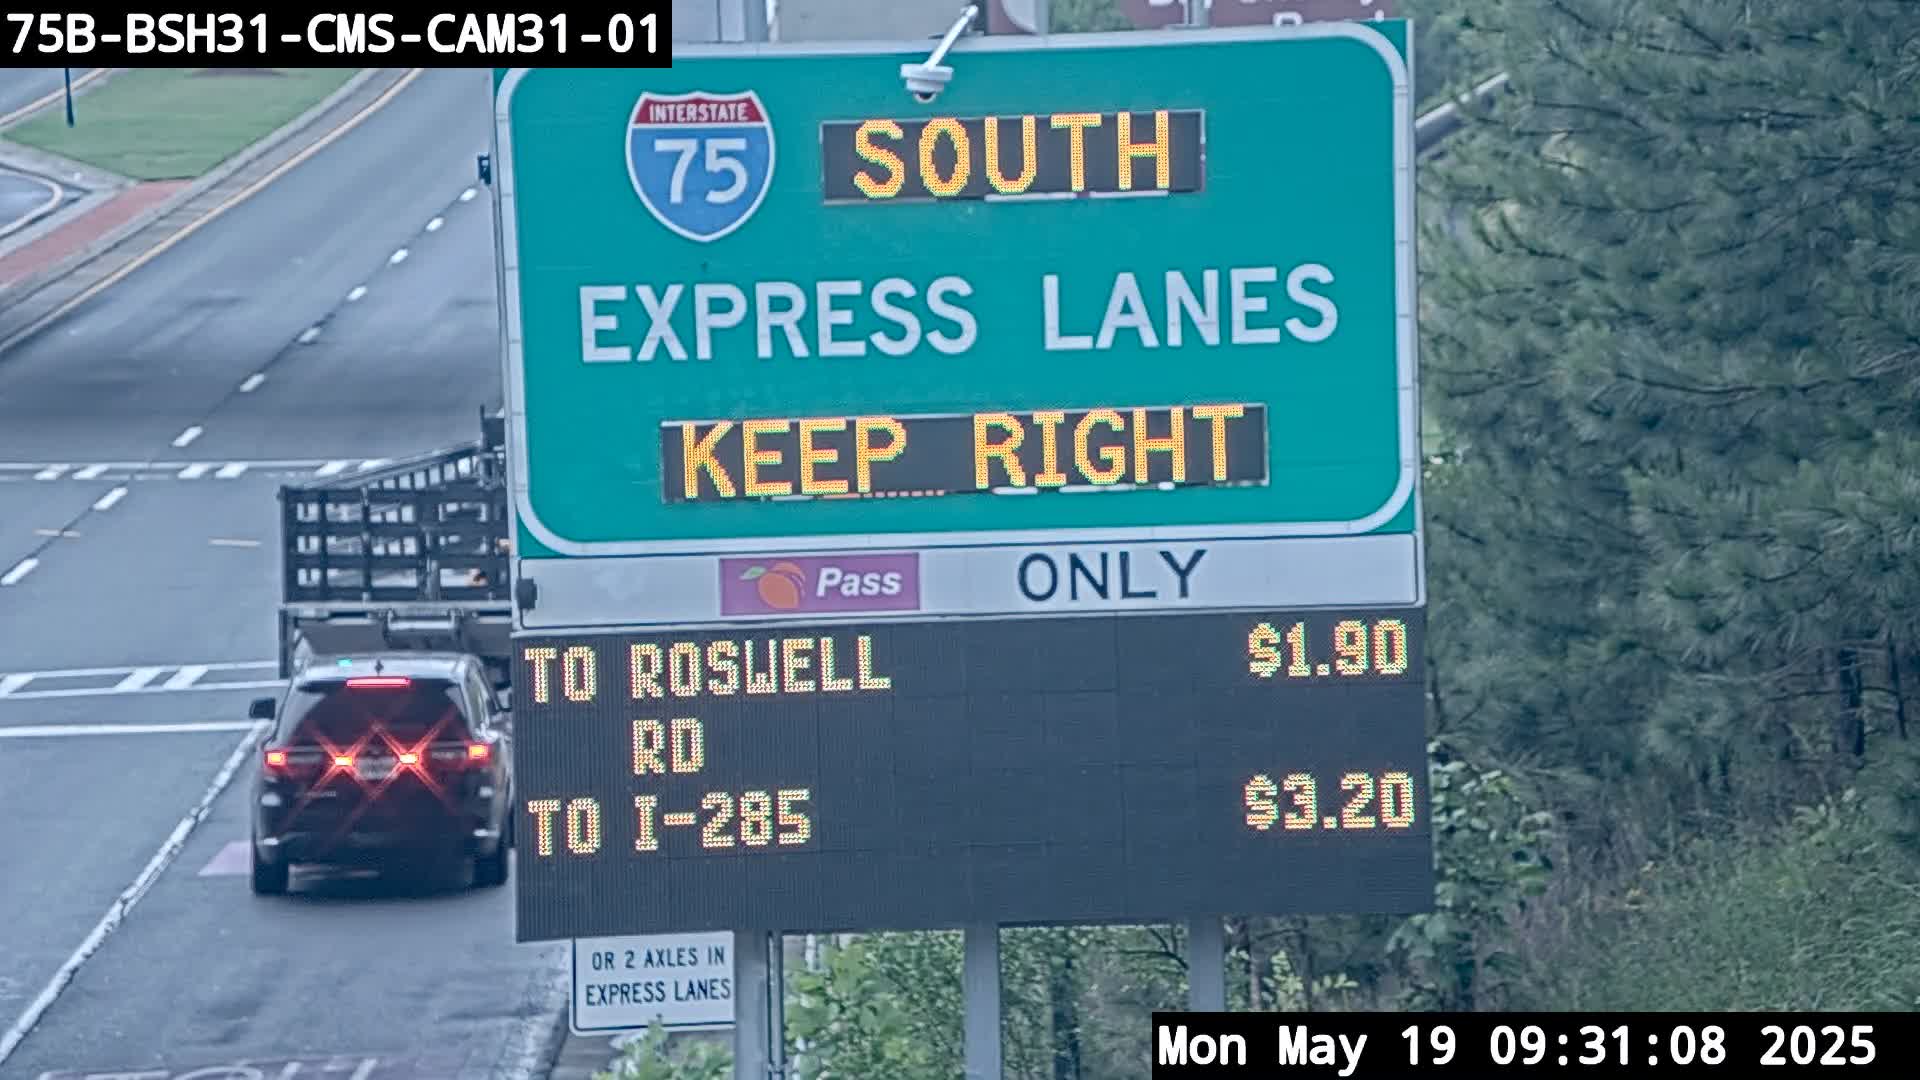 75B-BSH31-CMS-CAM31-01
INTERSTATE
75
SOUTH
EXPRESS LANES
KEEP RIGHT
Pass ONLY
TO ROSWELL $1.90
RD
TO I-285 $3.20
OR 2 AXLES IN
EXPRESS LANES
Mon May 19 09:31:08 2025